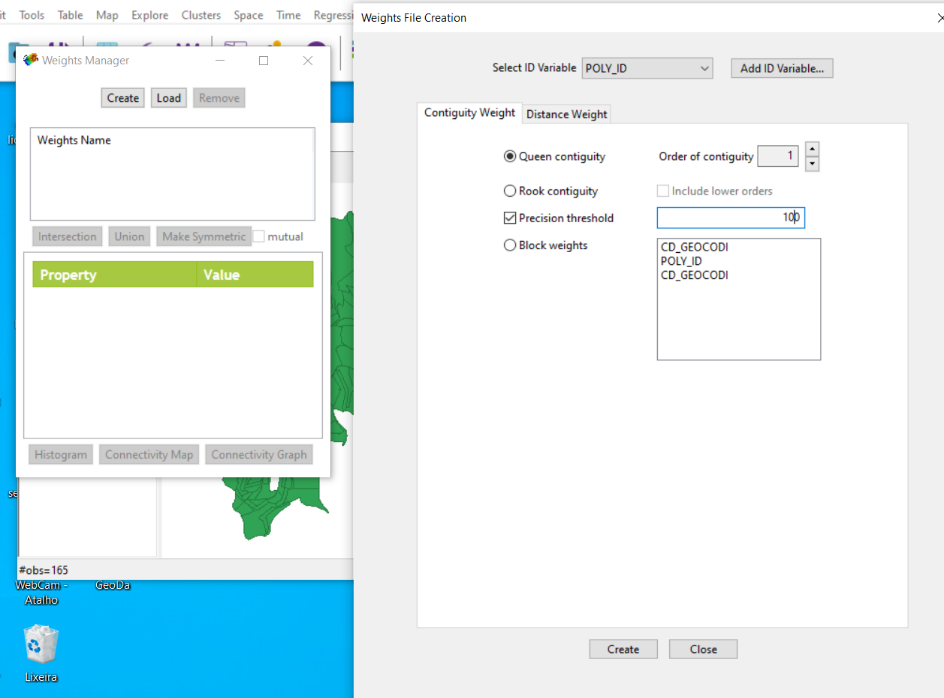 Tools Table Map Explore Clusters Space Time Regressi
Weights File Creation
Weights Manager
Create Load Remove
Weights Name
Intersection Union Make Symmetric mutual
Property Value
Histogram Connectivity Map Connectivity Graph
#obs=165
WebCam -
Atalho
GeoDa
Lixeira
Select ID Variable POLY_ID Add ID Variable...
Contiguity Weight Distance Weight
Queen contiguity Order of contiguity 1
Rook contiguity Include lower orders
Precision threshold 100
Block weights
CD_GEOCODI
POLY_ID
CD_GEOCODI
Create Close